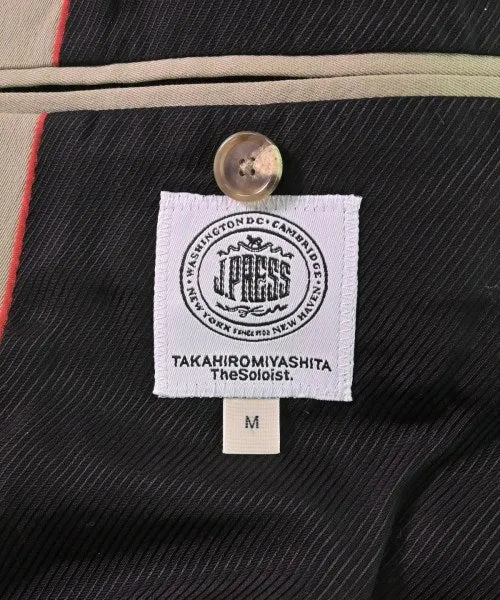 WASHINGTON DC • CAMBRIDGE •
J.PRESS
NEW YORK SINCE 1902 NEW HAVEN
TAKAHIROMIYASHITA
TheSoloist.
M